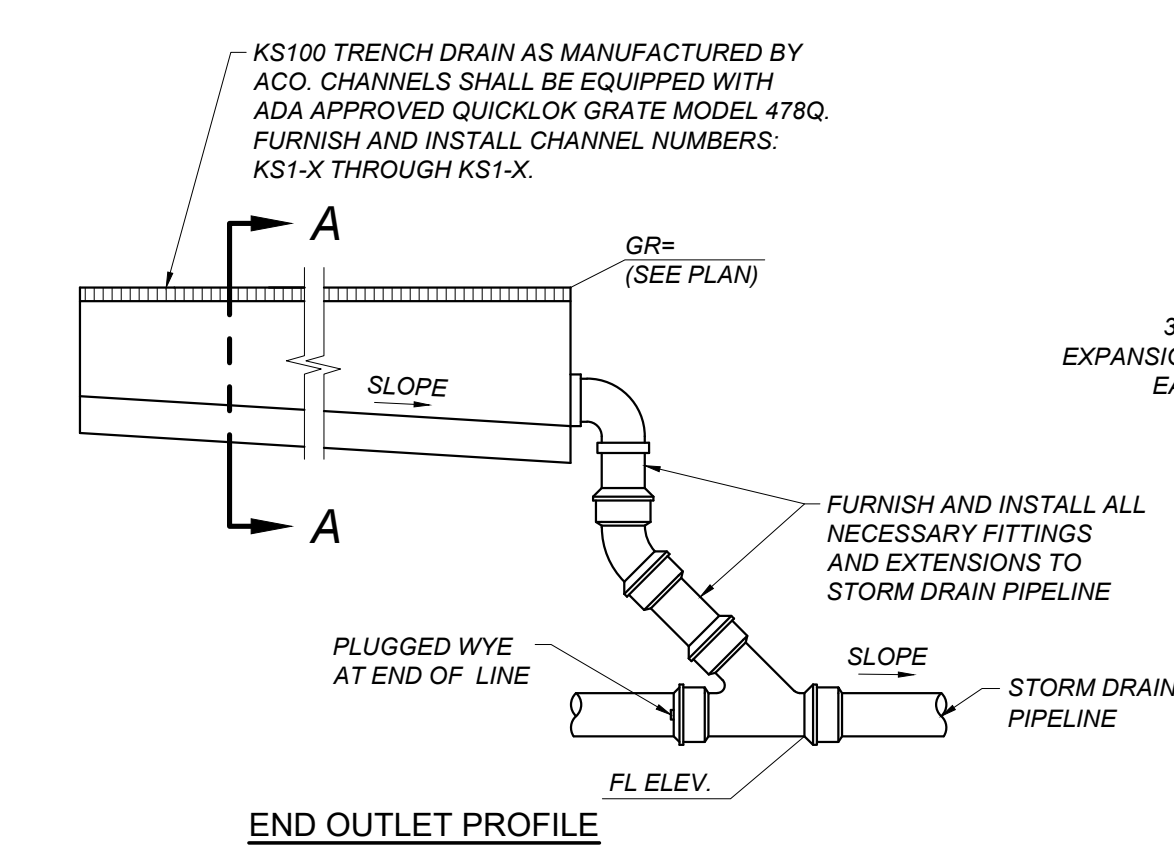 KS100 TRENCH DRAIN AS MANUFACTURED BY
ACO. CHANNELS SHALL BE EQUIPPED WITH
ADA APPROVED QUICKLOK GRATE MODEL 478Q.
FURNISH AND INSTALL CHANNEL NUMBERS:
KS1-X THROUGH KS1-X.
A
GR=
(SEE PLAN)
3
EXPANSIO
EA
SLOPE
A
FURNISH AND INSTALL ALL
NECESSARY FITTINGS
AND EXTENSIONS TO
STORM DRAIN PIPELINE
PLUGGED WYE
AT END OF LINE
SLOPE
STORM DRAIN
PIPELINE
FL ELEV.
END OUTLET PROFILE